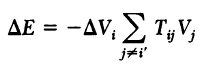 ΔE = −ΔV_i ∑_{j≠i′} T_{ij}V_j